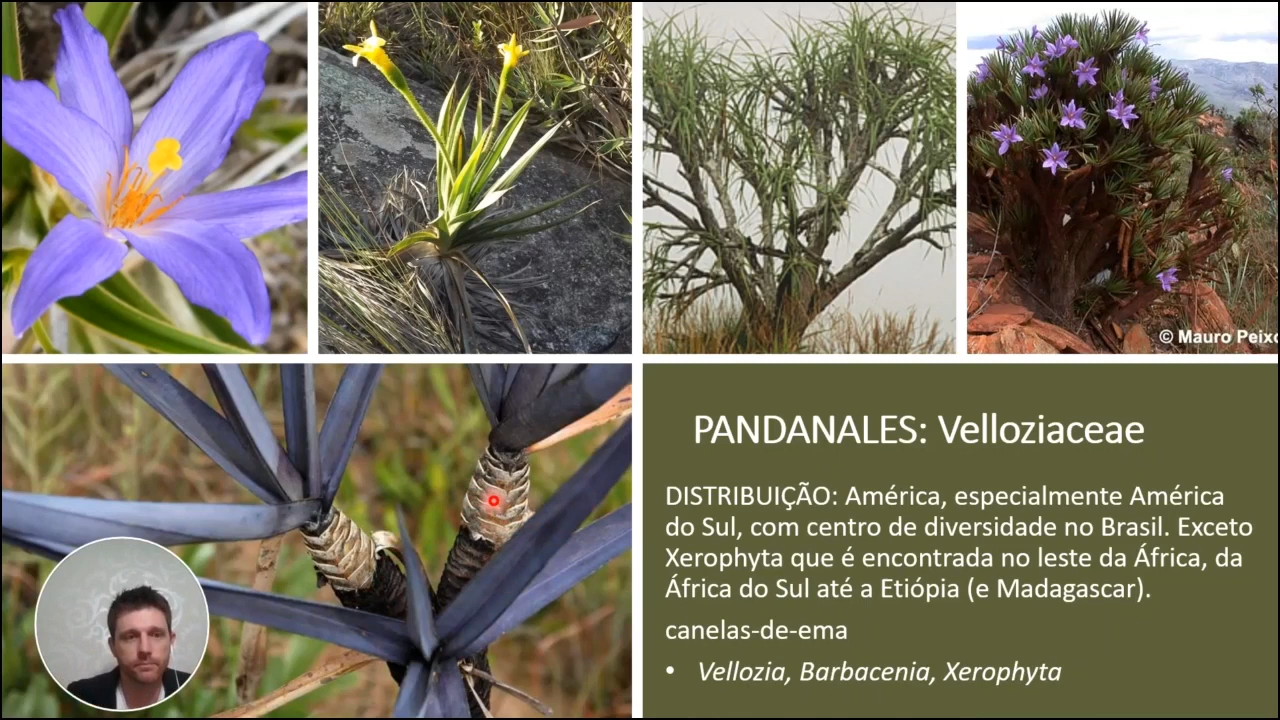 © Mauro Peixo
PANDANALES: Velloziaceae
DISTRIBUIÇÃO: América, especialmente América
do Sul, com centro de diversidade no Brasil. Exceto
Xerophyta que é encontrada no leste da África, da
África do Sul até a Etiópia (e Madagascar).
canelas-de-ema
• Vellozia, Barbacenia, Xerophyta